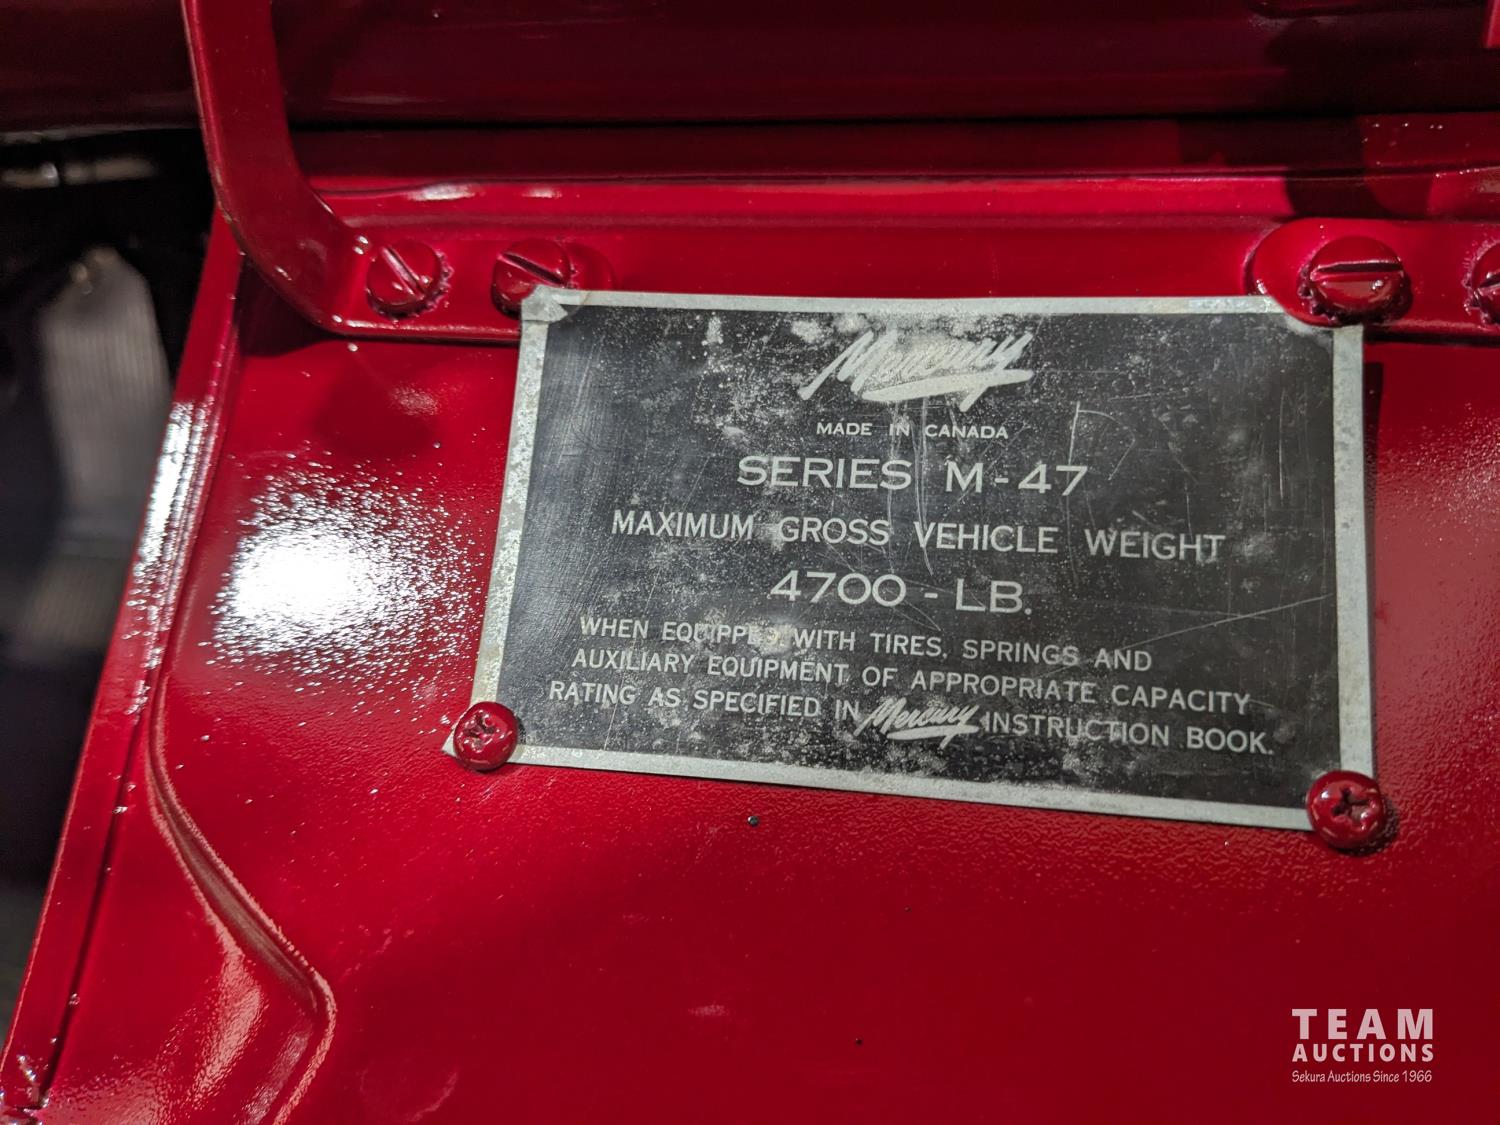 Mercury
MADE IN CANADA
SERIES M-47
MAXIMUM GROSS VEHICLE WEIGHT
4700 - LB.
WHEN EQUIPPED WITH TIRES, SPRINGS AND
AUXILIARY EQUIPMENT OF APPROPRIATE CAPACITY
RATING AS SPECIFIED IN Mercury INSTRUCTION BOOK.
TEAM
AUCTIONS
Sekura Auctions Since 1966